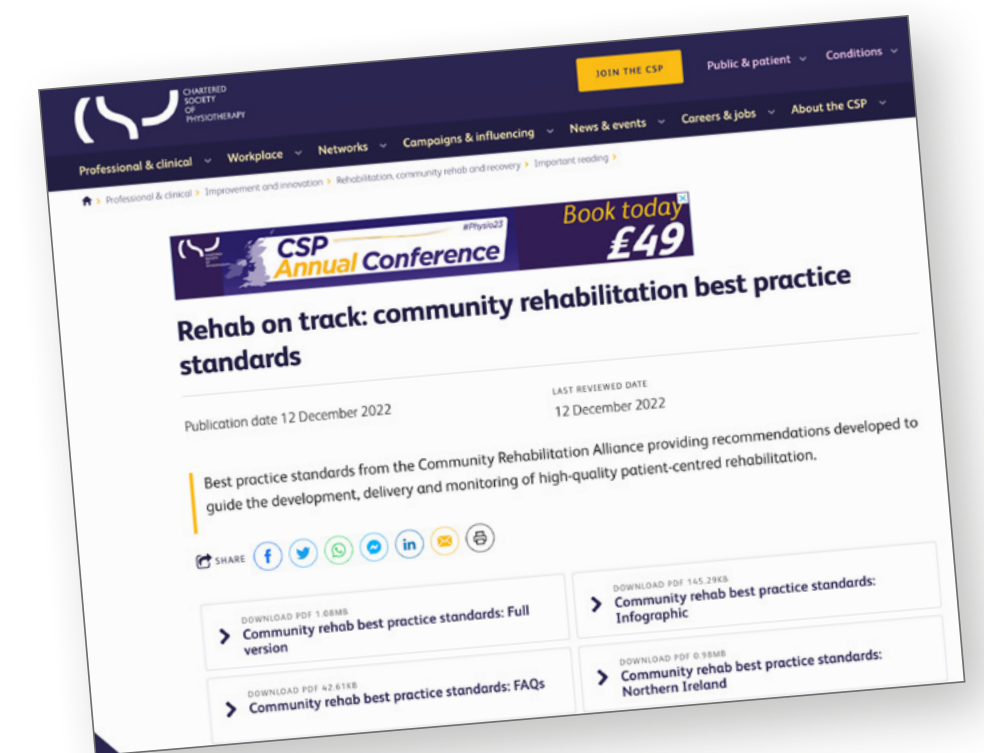 CHARTERED
SOCIETY
OF
PHYSIOTHERAPY
JOIN THE CSP
Public & patient
Conditions
Professional & clinical
Workplace
Networks
Campaigns & influencing
News & events
Careers & jobs
About the CSP
Professional & clinical > Improvement and innovation > Rehabilitation, community rehab and recovery > Important reading >
#Physio23
CSP
Annual Conference
Book today
£49
Rehab on track: community rehabilitation best practice
standards
Publication date 12 December 2022
LAST REVIEWED DATE
12 December 2022
Best practice standards from the Community Rehabilitation Alliance providing recommendations developed to
guide the development, delivery and monitoring of high-quality patient-centred rehabilitation.
SHARE
DOWNLOAD PDF 1.08MB
Community rehab best practice standards: Full
version
DOWNLOAD PDF 145.29KB
Community rehab best practice standards:
Infographic
DOWNLOAD PDF 42.61KB
Community rehab best practice standards: FAQs
DOWNLOAD PDF 0.98MB
Community rehab best practice standards:
Northern Ireland